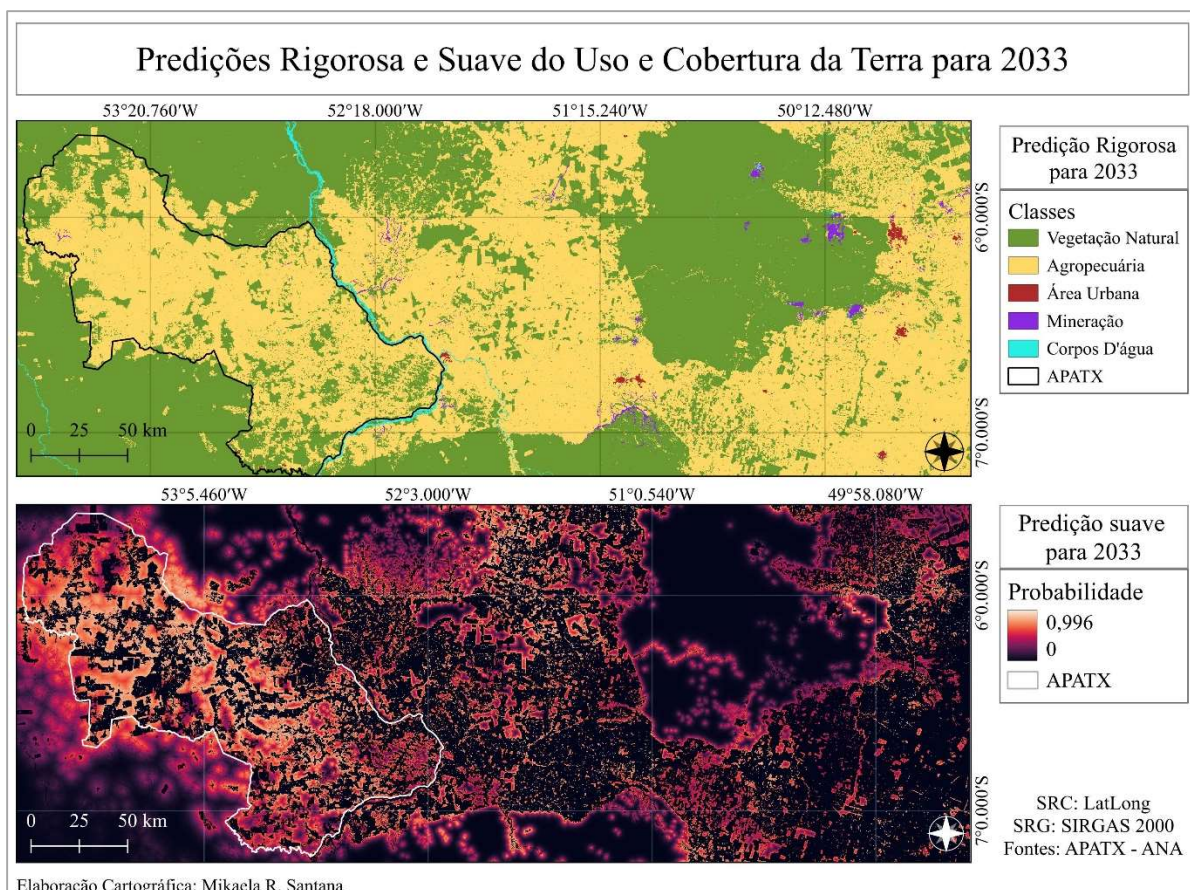 Predições Rigorosa e Suave do Uso e Cobertura da Terra para 2033
53°20.760'W
52°18.000'W
51°15.240'W
50°12.480'W
6°0.000'S
7°0.000'S
0 25 50 km
Predição Rigorosa
para 2033
Classes
Vegetação Natural
Agropecuária
Área Urbana
Mineração
Corpos D'água
APATX
53°5.460'W
52°3.000'W
51°0.540'W
49°58.080'W
6°0.000'S
7°0.000'S
0 25 50 km
Predição suave
para 2033
Probabilidade
0,996
0
APATX
SRC: LatLong
SRG: SIRGAS 2000
Fontes: APATX - ANA
Elaboração Cartográfica: Mikaela R. Santana